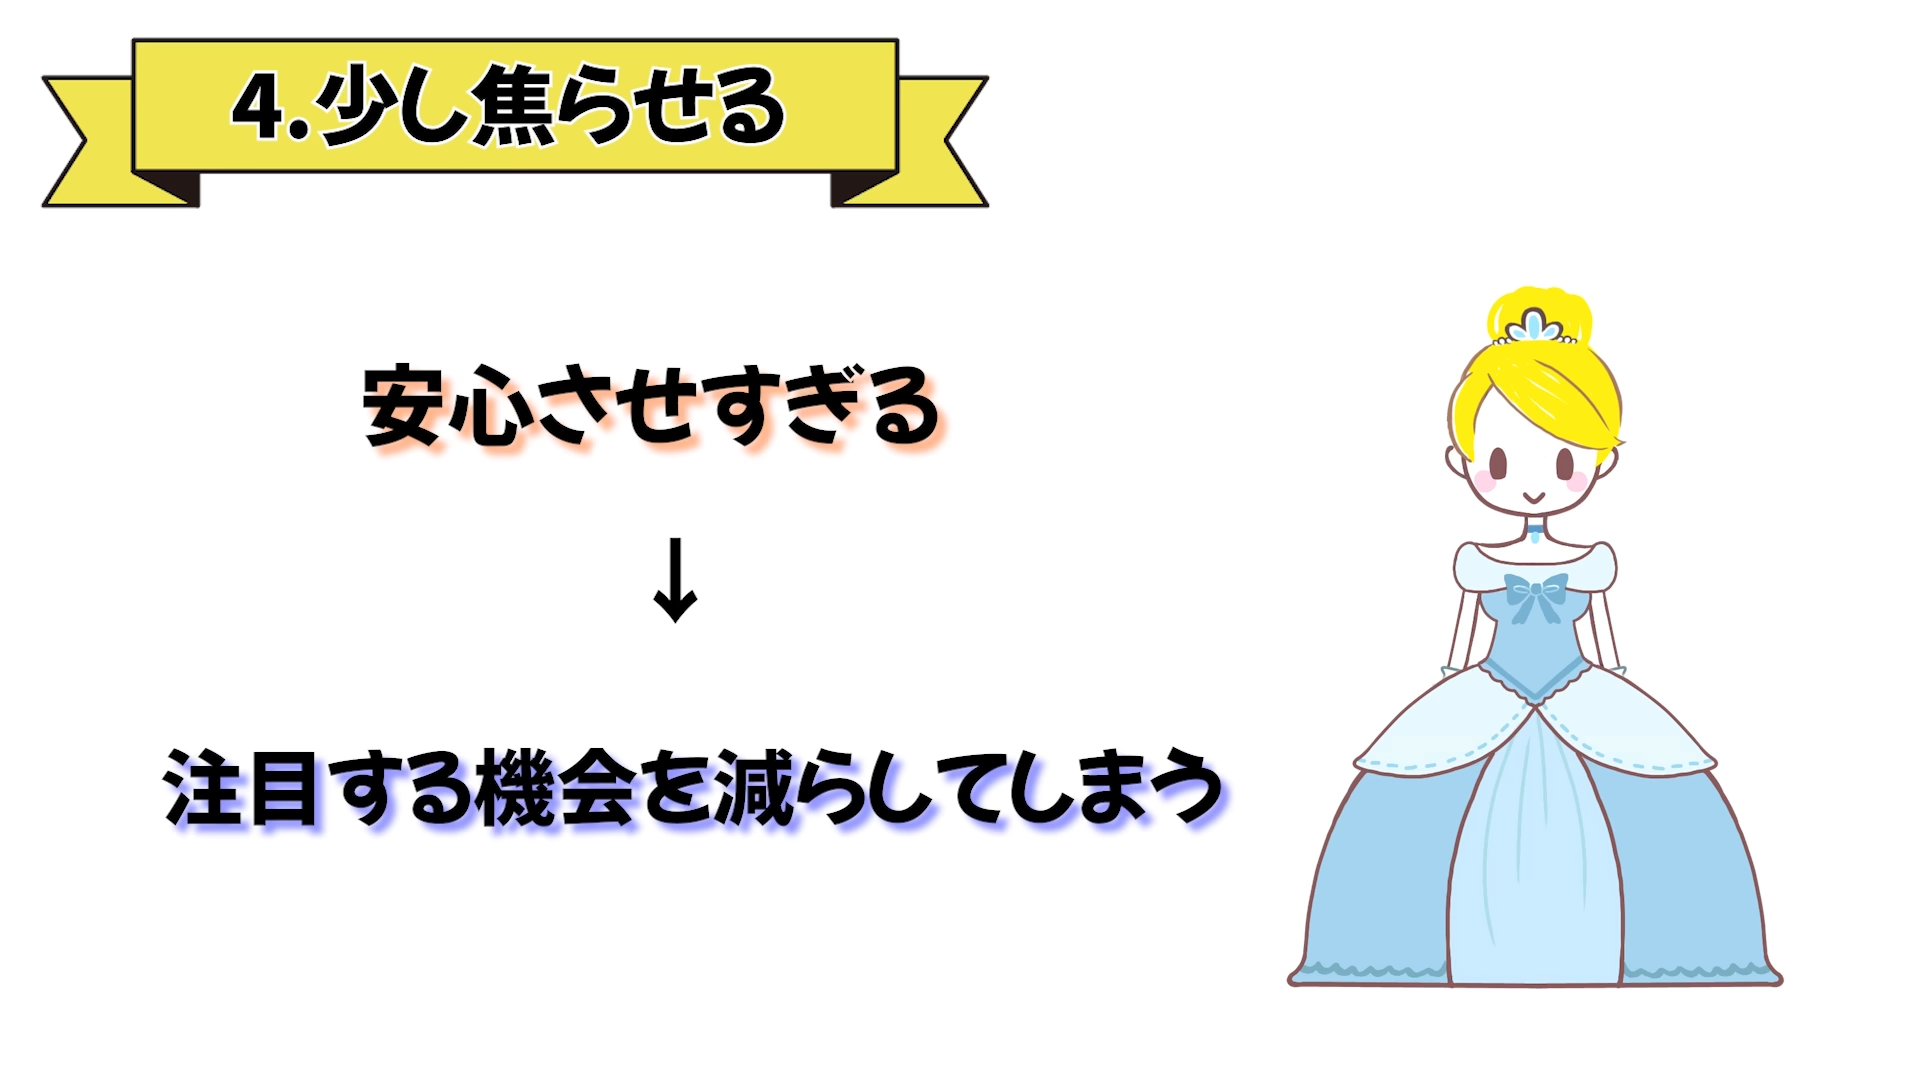 4.少し焦らせる
安心させすぎる
↓
注目する機会を減らしてしまう